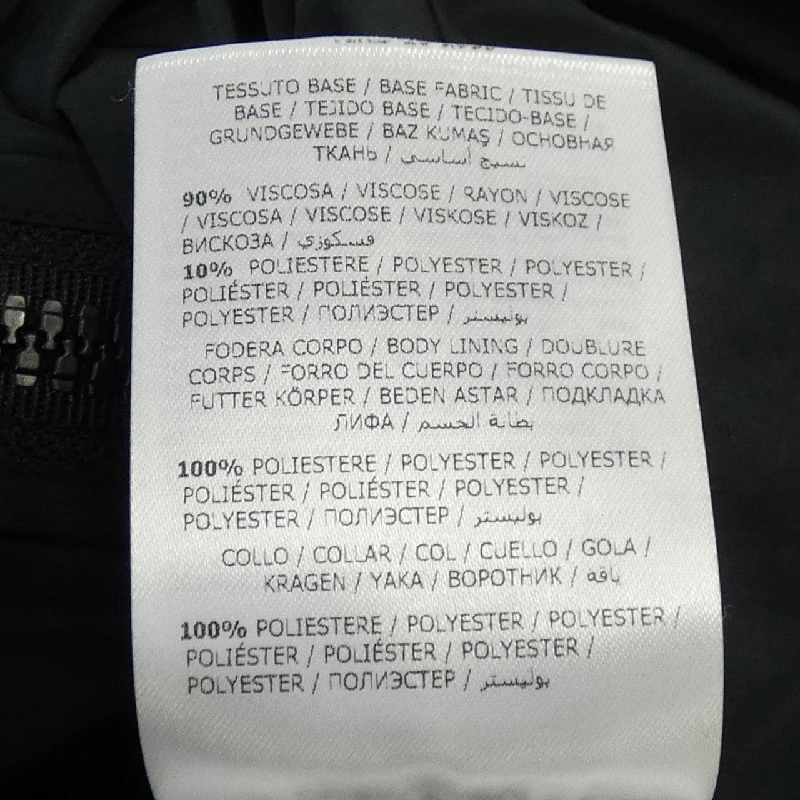 TESSUTO BASE / BASE FABRIC / TISSU DE
BASE / TEJIDO BASE / TECIDO-BASE /
GRUNDGEWEBE / BAZ KUMAŞ / ОСНОВНАЯ
ТКАНЬ / نسيج أساسي
90% VISCOSA / VISCOSE / RAYON / VISCOSE
/ VISCOSA / VISCOSE / VISKOSE / VISKOZ /
ВИСКОЗА / فسكوزي
10% POLIESTERE / POLYESTER / POLYESTER /
POLIÉSTER / POLIÉSTER / POLYESTER /
POLYESTER / ПОЛИЭСТЕР / بوليستر
FODERA CORPO / BODY LINING / DOUBLURE
CORPS / FORRO DEL CUERPO / FORRO CORPO /
FUTTER KÖRPER / BEDEN ASTAR / ПОДКЛАДКА
ЛИФА / بطانة الجسم
100% POLIESTERE / POLYESTER / POLYESTER /
POLIÉSTER / POLIÉSTER / POLYESTER /
POLYESTER / ПОЛИЭСТЕР / بوليستر
COLLO / COLLAR / COL / CUELLO / GOLA /
KRAGEN / YAKA / ВОРОТНИК / ياقة
100% POLIESTERE / POLYESTER / POLYESTER /
POLIÉSTER / POLIÉSTER / POLYESTER /
POLYESTER / ПОЛИЭСТЕР / بوليستر